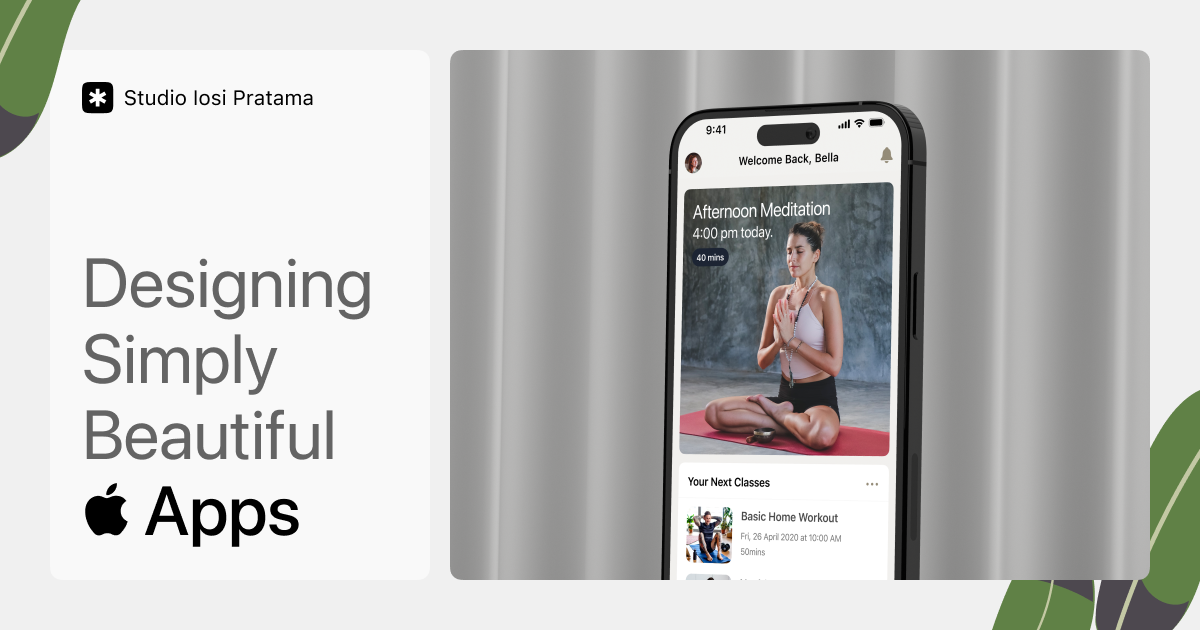 Studio Iosi Pratama
Designing
Simply
Beautiful
Apps
9:41
Welcome Back, Bella
Afternoon Meditation
4:00 pm today.
40 mins
Your Next Classes
Basic Home Workout
Fri, 26 April 2020 at 10:00 AM
50mins